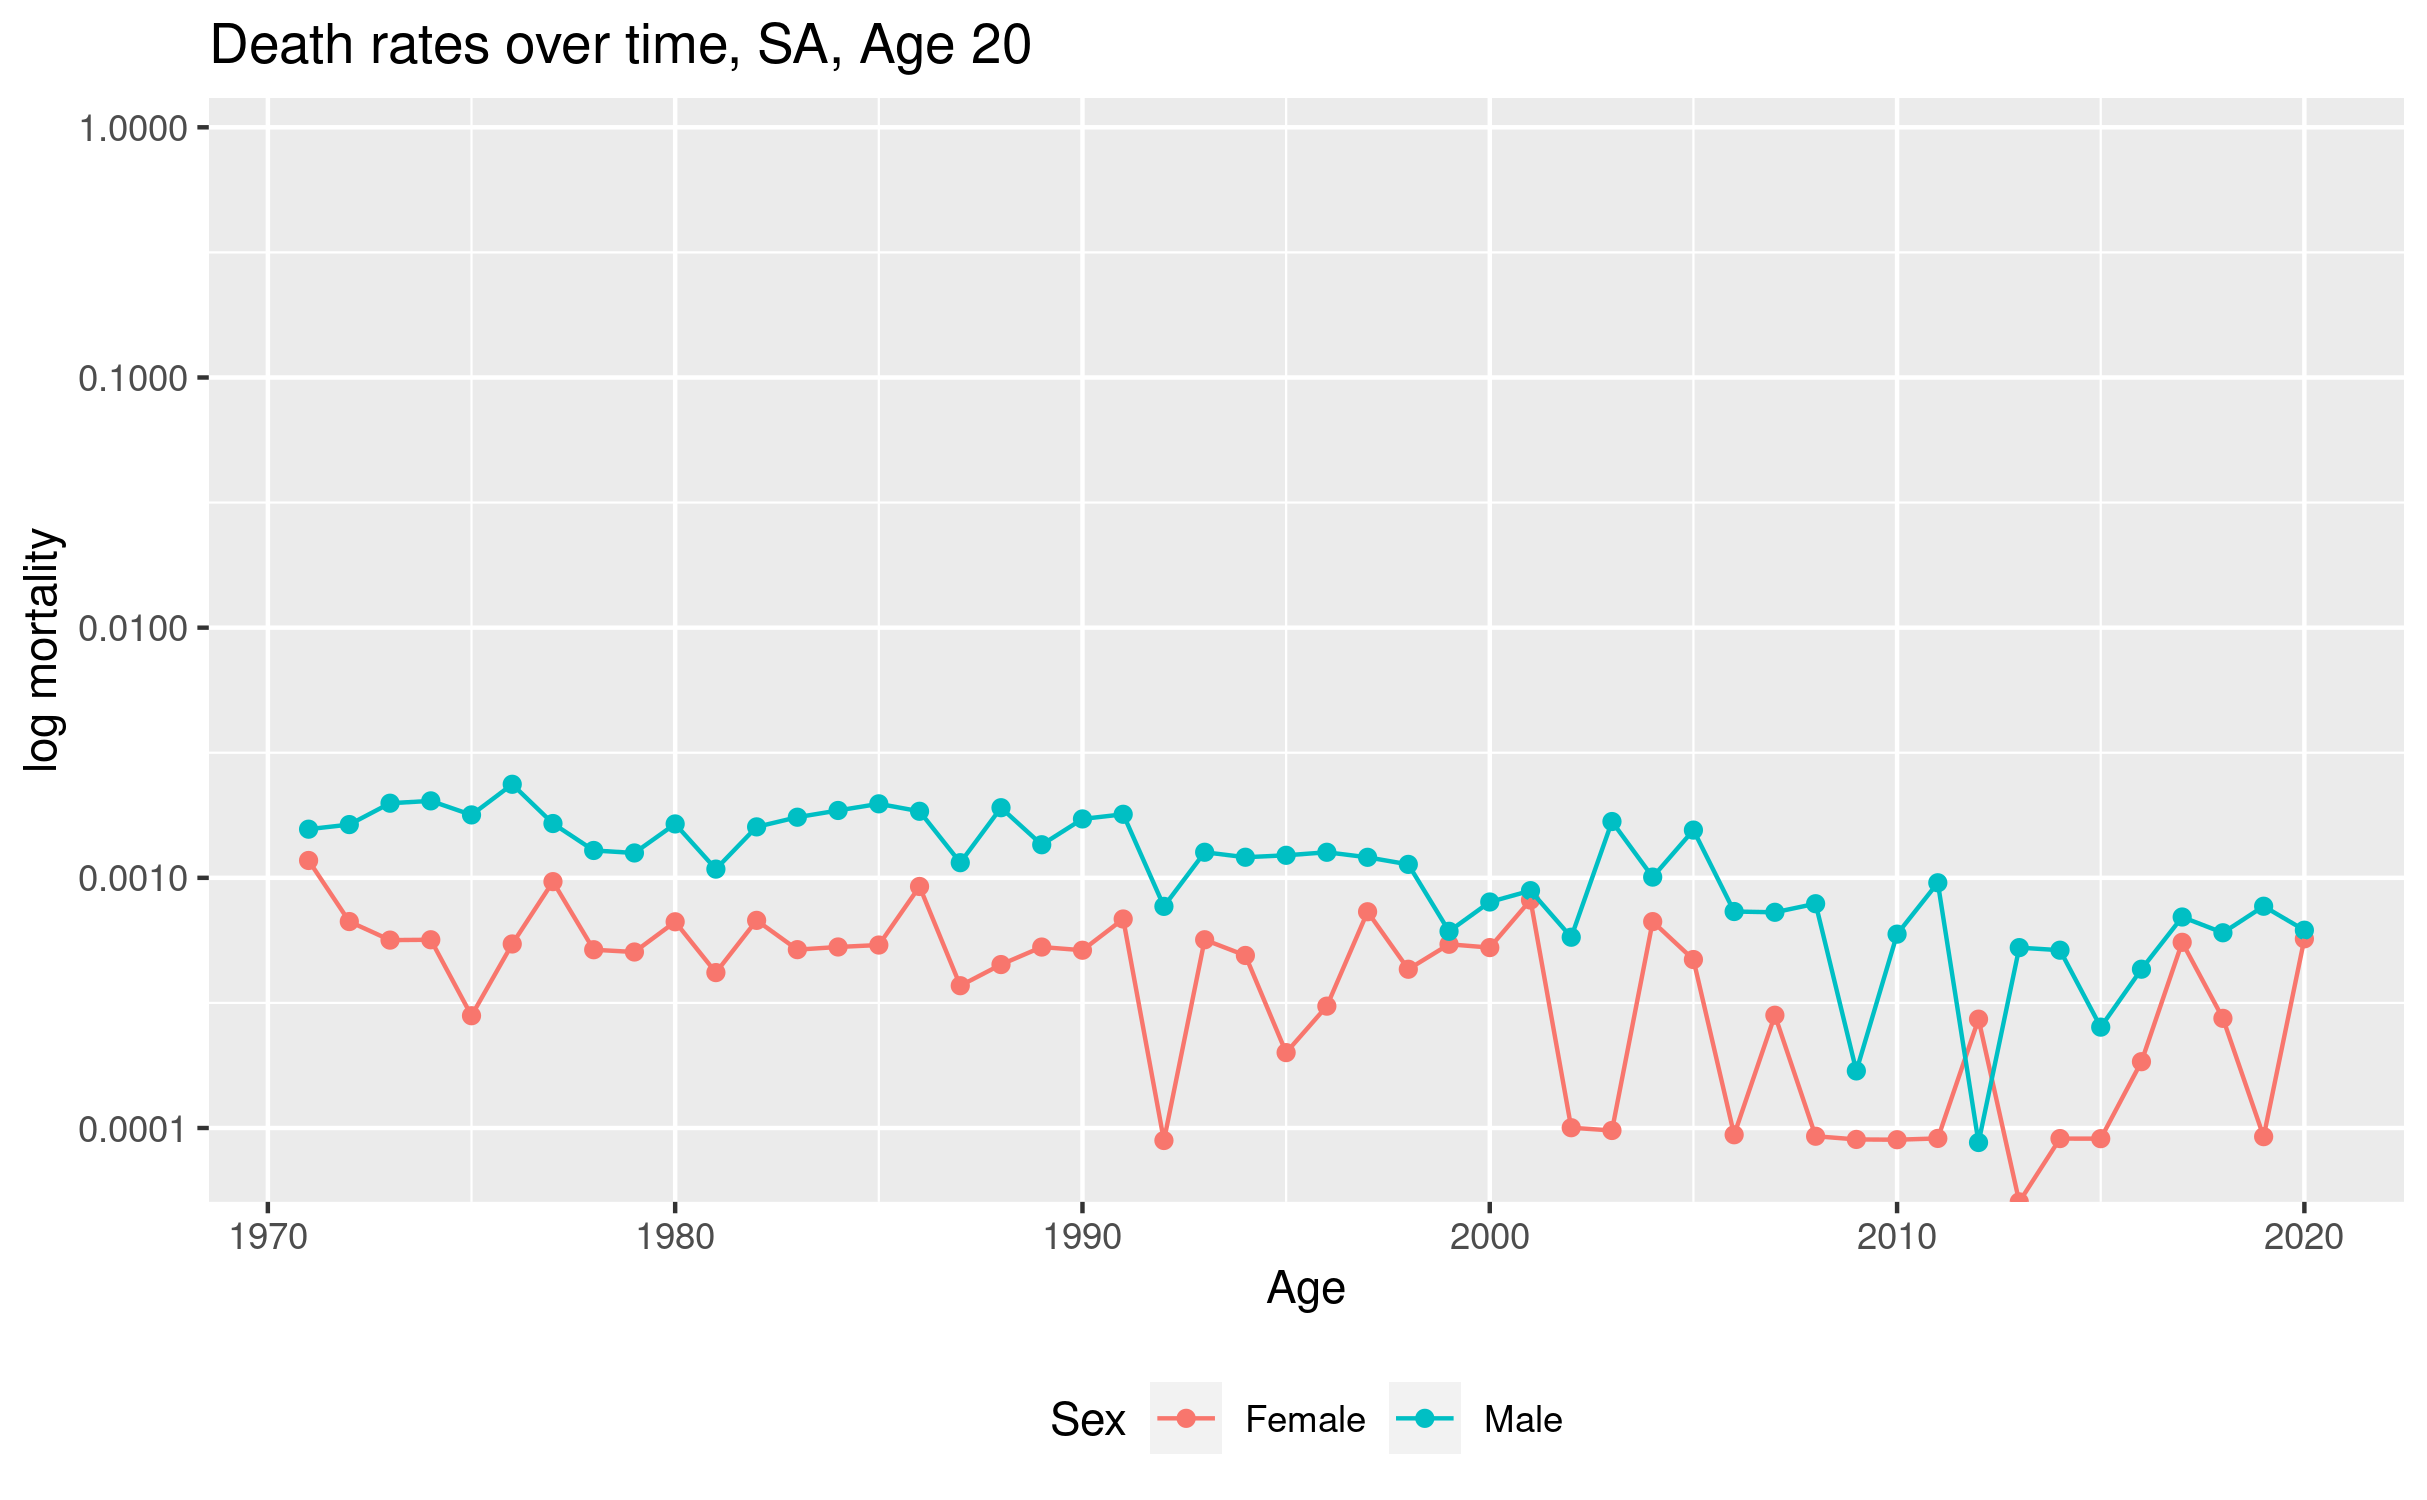 Death rates over time, SA, Age 20
1.0000
0.1000
0.0100
0.0010
0.0001
log mortality
1970 1980 1990 2000 2010 2020
Age
Sex Female Male